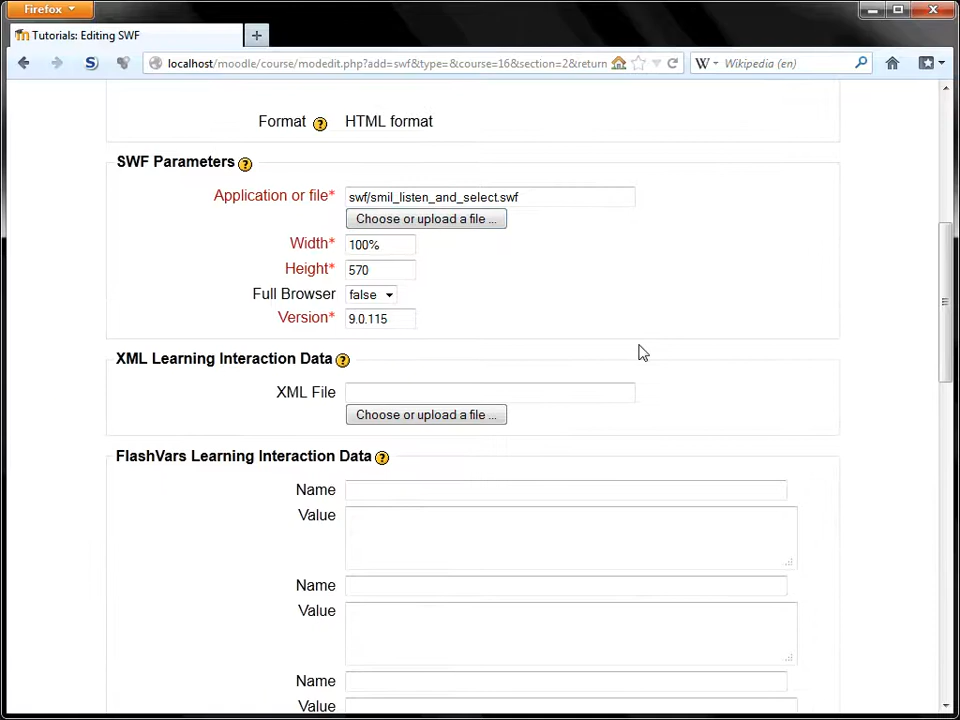 Firefox
Tutorials: Editing SWF
localhost/moodle/course/modedit.php?add=swf&type=&course=16&section=2&return
Wikipedia (en)
Format
HTML format
SWF Parameters
Application or file*
swf/smil_listen_and_select.swf
Choose or upload a file ...
Width*
100%
Height*
570
Full Browser
false
Version*
9.0.115
XML Learning Interaction Data
XML File
Choose or upload a file ...
FlashVars Learning Interaction Data
Name
Value
Name
Value
Name
Value